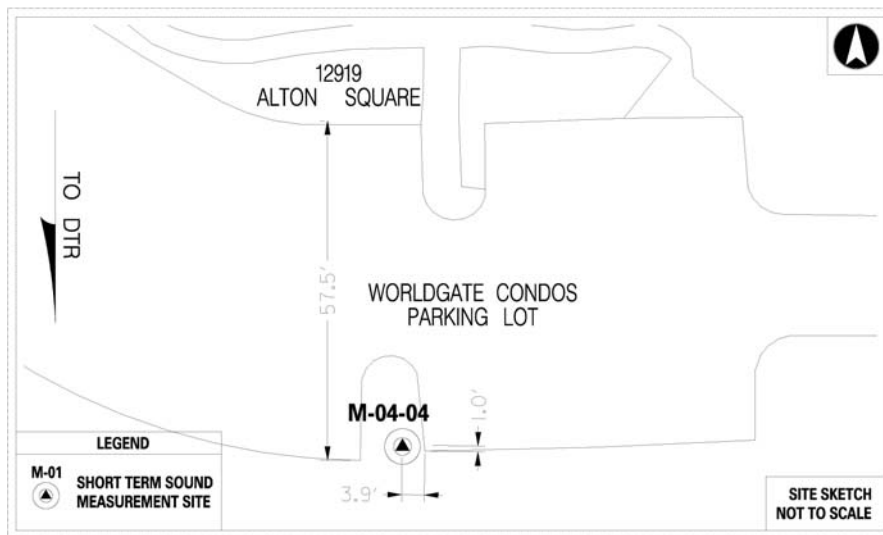 12919
ALTON SQUARE
TO DTR
57.5'
WORLDGATE CONDOS
PARKING LOT
M-04-04
1.0'
3.9'
LEGEND
M-01
SHORT TERM SOUND
MEASUREMENT SITE
SITE SKETCH
NOT TO SCALE